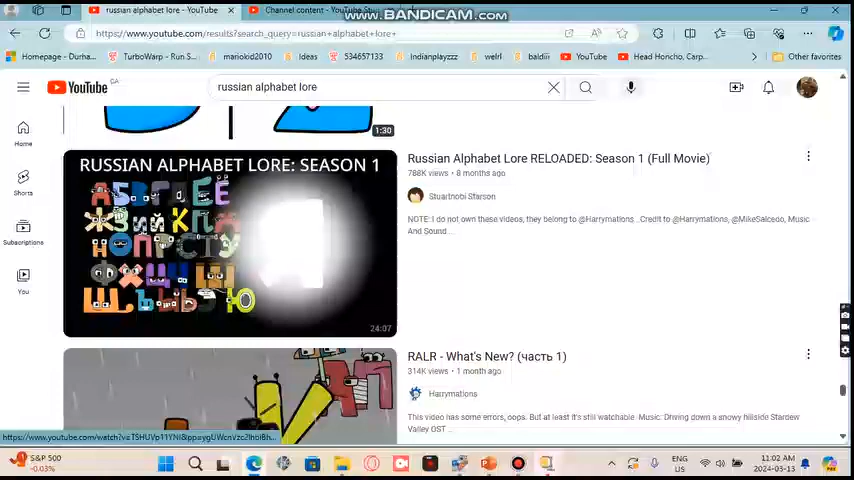 www.BANDICAM.com
russian alphabet lore - YouTube
Channel content - YouTube Stu
https://www.youtube.com/results?search_query=russian+alphabet+lore+
Homepage - Durha...
TurboWarp - Run S...
mariokid2010
Ideas
534657133
Indianplayzzz
welrl
baldiii
YouTube
Head Honcho, Carp...
Other favorites
YouTube CA
russian alphabet lore
1:30
Home
Shorts
Subscriptions
You
RUSSIAN ALPHABET LORE: SEASON 1
24:07
Russian Alphabet Lore RELOADED: Season 1 (Full Movie)
788K views • 8 months ago
Stuartnobi Starson
NOTE: I do not own these videos, they belong to @Harrymations . Credit to @Harrymations, @MikeSalcedo, Music
And Sound...
RALR - What's New? (часть 1)
314K views • 1 month ago
Harrymations
This video has some errors, oops. But at least it's still watchable. Music: Driving down a snowy hillside Stardew
Valley OST ...
S&P 500
-0.03%
ENG
US
11:02 AM
2024-03-13